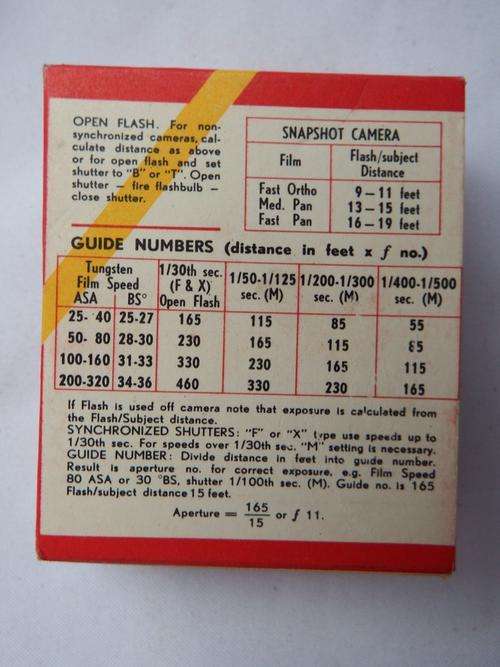 OPEN FLASH. For non-
synchronized cameras, cal-
culate distance as above
or for open flash and set
shutter to "B" or "T". Open
shutter — fire flashbulb —
close shutter.
SNAPSHOT CAMERA
Film Flash/subject Distance
Fast Ortho 9—11 feet
Med. Pan 13—15 feet
Fast Pan 16—19 feet
GUIDE NUMBERS (distance in feet x f no.)
Tungsten Film Speed 1/30th sec. (F & X) Open Flash 1/50-1/125 sec. (M) 1/200-1/300 sec. (M) 1/400-1/500 sec. (M)
ASA BS°
25- 40 25-27 165 115 85 55
50- 80 28-30 230 165 115 85
100-160 31-33 330 230 165 115
200-320 34-36 460 330 230 165
If Flash is used off camera note that exposure is calculated from
the Flash/Subject distance.
SYNCHRONIZED SHUTTERS: "F" or "X" type use speeds up to
1/30th sec. For speeds over 1/30th sec. "M" setting is necessary.
GUIDE NUMBER: Divide distance in feet into guide number.
Result is aperture no. for correct exposure, e.g. Film Speed
80 ASA or 30 °BS, shutter 1/100th sec. (M). Guide no. is 165
Flash/subject distance 15 feet.
Aperture = 165/15 or f 11.